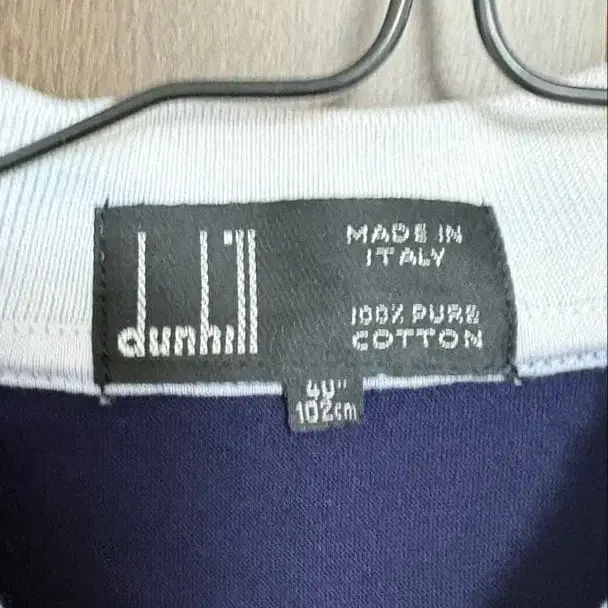 dunhill
MADE IN
ITALY
100% PURE
COTTON
40"
102cm